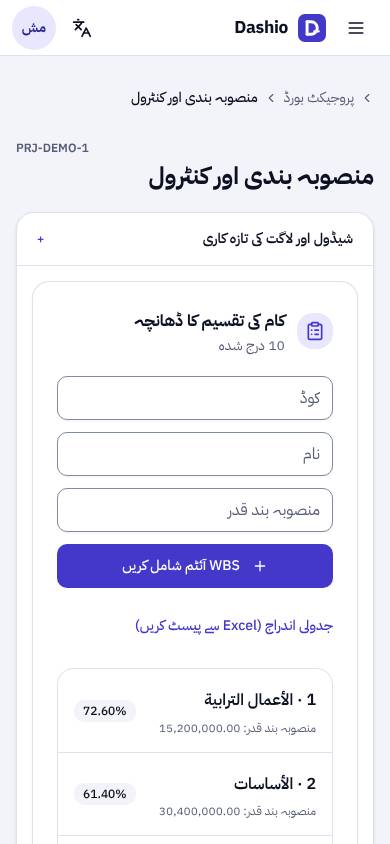 Dashio
مش
پروجیکٹ بورڈ
منصوبہ بندی اور کنٹرول
PRJ-DEMO-1
منصوبہ بندی اور کنٹرول
شیڈول اور لاگت کی تازہ کاری
+
کام کی تقسیم کا ڈھانچہ
10 درج شدہ
کوڈ
نام
منصوبہ بند قدر
+ WBS آئٹم شامل کریں
جدولی اندراج (Excel سے پیسٹ کریں)
1 · الأعمال الترابية
72.60%
منصوبہ بند قدر: 15,200,000.00
2 · الأساسات
61.40%
منصوبہ بند قدر: 30,400,000.00